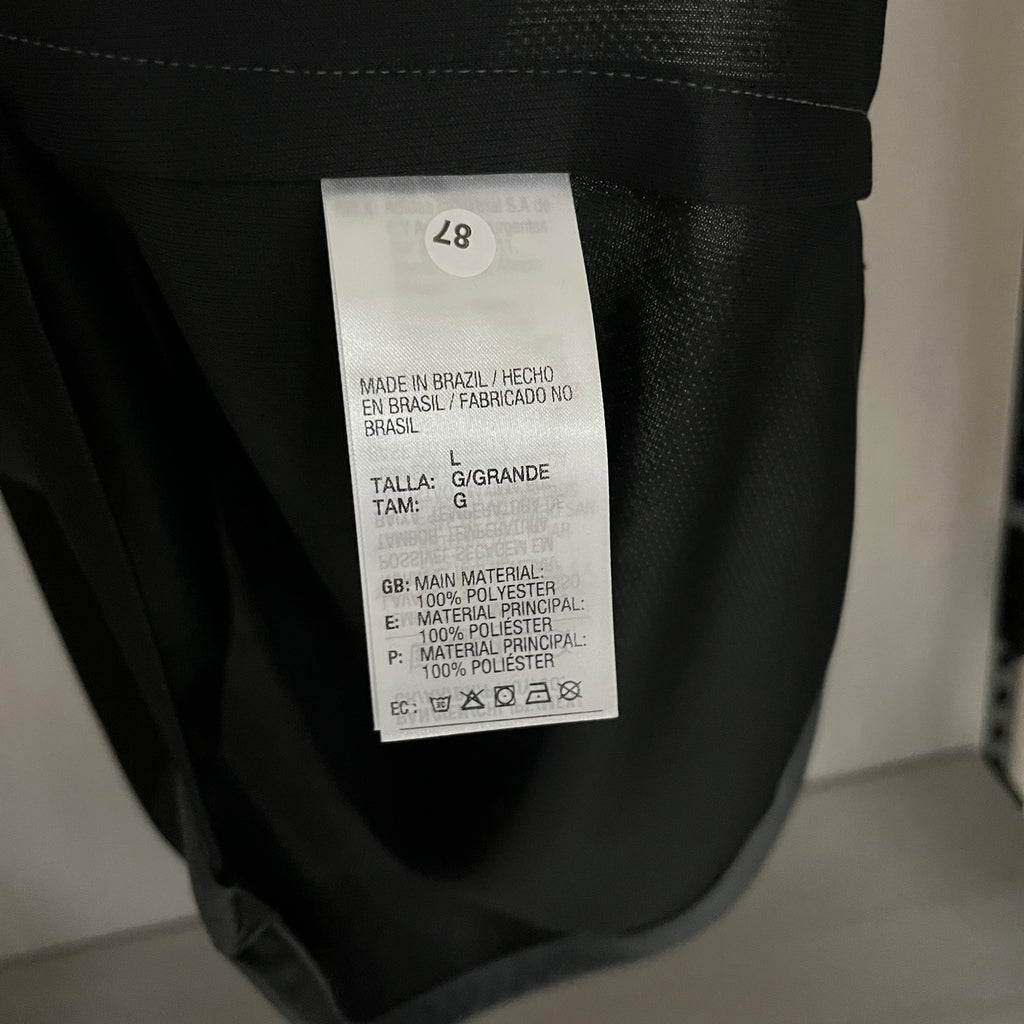 87
MADE IN BRAZIL / HECHO
EN BRASIL / FABRICADO NO
BRASIL
L
TALLA: G/GRANDE
TAM: G
GB: MAIN MATERIAL:
100% POLYESTER
E: MATERIAL PRINCIPAL:
100% POLIÉSTER
P: MATERIAL PRINCIPAL:
100% POLIÉSTER
EC: